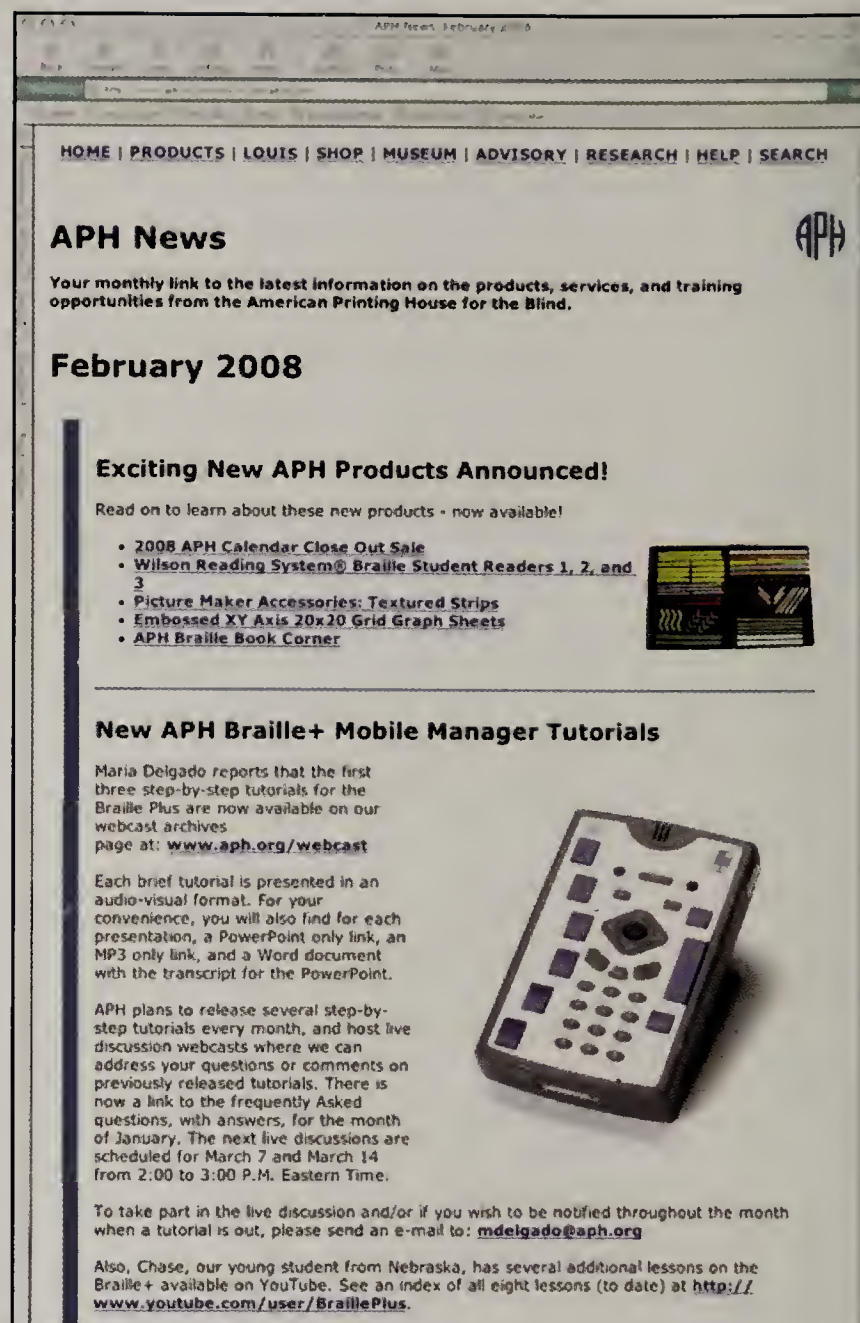 APH News February 2008
HOME | PRODUCTS | LOUIS | SHOP | MUSEUM | ADVISORY | RESEARCH | HELP | SEARCH
APH News
APH
Your monthly link to the latest information on the products, services, and training
opportunities from the American Printing House for the Blind.
February 2008
Exciting New APH Products Announced!
Read on to learn about these new products - now available!
• 2008 APH Calendar Close Out Sale
• Wilson Reading System® Braille Student Readers 1, 2, and
3
• Picture Maker Accessories: Textured Strips
• Embossed XY Axis 20x20 Grid Graph Sheets
• APH Braille Book Corner
New APH Braille+ Mobile Manager Tutorials
Maria Delgado reports that the first
three step-by-step tutorials for the
Braille Plus are now available on our
webcast archives
page at: www.aph.org/webcast
Each brief tutorial is presented in an
audio-visual format. For your
convenience, you will also find for each
presentation, a PowerPoint only link, an
MP3 only link, and a Word document
with the transcript for the PowerPoint.
APH plans to release several step-by-
step tutorials every month, and host live
discussion webcasts where we can
address your questions or comments on
previously released tutorials. There is
now a link to the frequently Asked
questions, with answers, for the month
of January. The next live discussions are
scheduled for March 7 and March 14
from 2:00 to 3:00 P.M. Eastern Time.
To take part in the live discussion and/or if you wish to be notified throughout the month
when a tutorial is out, please send an e-mail to: mdelgado@aph.org
Also, Chase, our young student from Nebraska, has several additional lessons on the
Braille+ available on YouTube. See an index of all eight lessons (to date) at http://
www.youtube.com/user/BraillePlus.